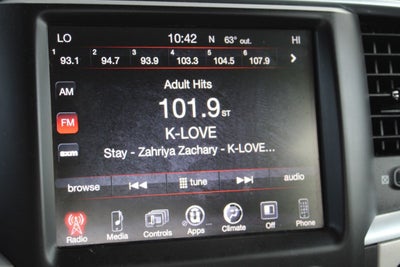 LO 10:42 N 63° out. HI
1 2 3 4 5 6
93.1 94.7 93.9 103.3 104.5 107.9 >
Adult Hits
AM
101.9 ST
FM
K-LOVE
SXM
Stay - Zahriya Zachary - K-LOVE...
browse tune audio
Radio Media Controls Apps Climate Off Phone